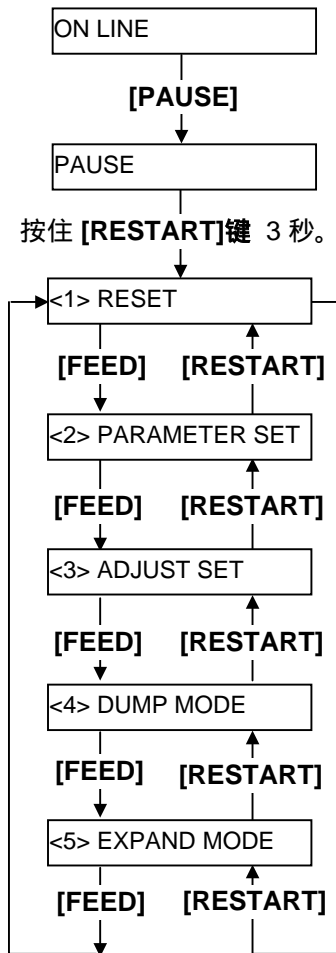 ON LINE
[PAUSE]
PAUSE
按住 [RESTART]键 3 秒。
<1> RESET
[FEED] [RESTART]
<2> PARAMETER SET
[FEED] [RESTART]
<3> ADJUST SET
[FEED] [RESTART]
<4> DUMP MODE
[FEED] [RESTART]
<5> EXPAND MODE
[FEED] [RESTART]